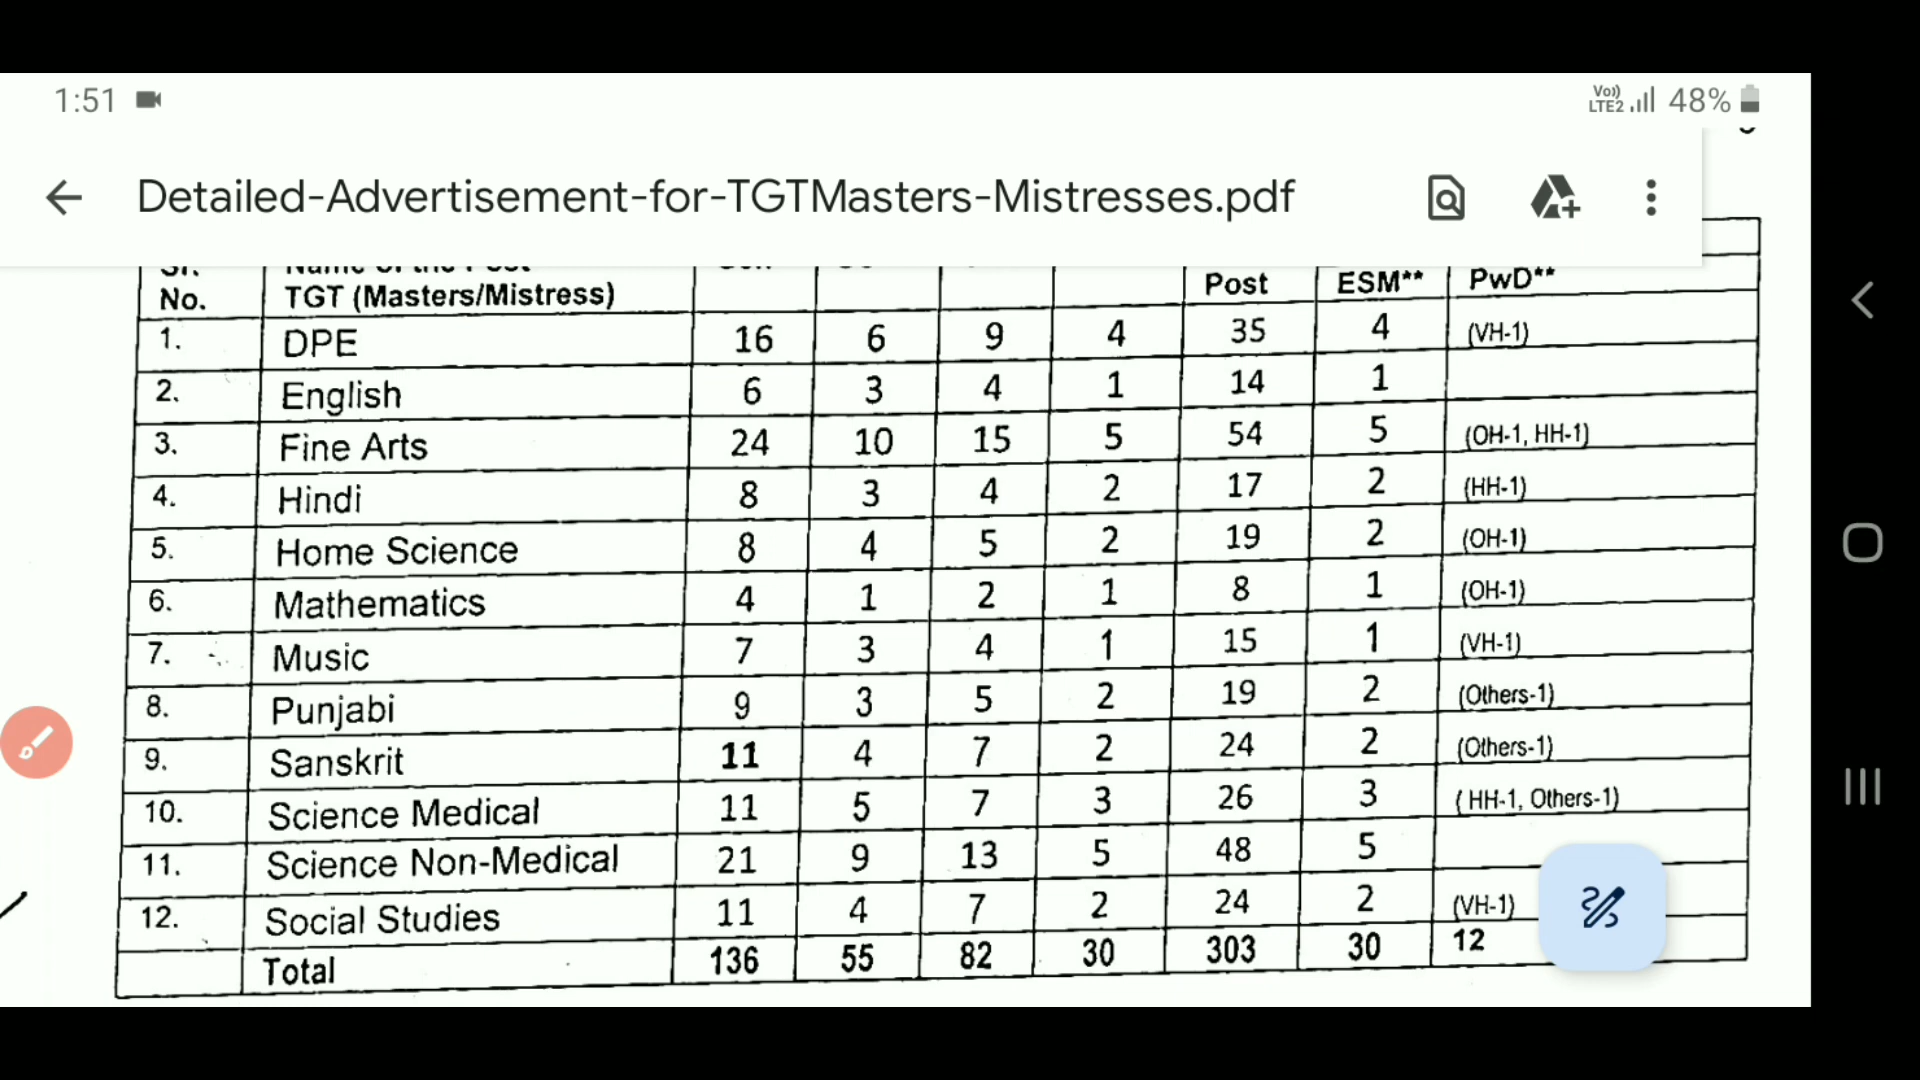 1:51
Vo)) LTE2 48%
Detailed-Advertisement-for-TGTMasters-Mistresses.pdf
Sr. No. Name of the Post TGT (Masters/Mistress) Post ESM** PwD**
1. DPE 16 6 9 4 35 4 (VH-1)
2. English 6 3 4 1 14 1
3. Fine Arts 24 10 15 5 54 5 (OH-1, HH-1)
4. Hindi 8 3 4 2 17 2 (HH-1)
5. Home Science 8 4 5 2 19 2 (OH-1)
6. Mathematics 4 1 2 1 8 1 (OH-1)
7. Music 7 3 4 1 15 1 (VH-1)
8. Punjabi 9 3 5 2 19 2 (Others-1)
9. Sanskrit 11 4 7 2 24 2 (Others-1)
10. Science Medical 11 5 7 3 26 3 ( HH-1, Others-1)
11. Science Non-Medical 21 9 13 5 48 5
12. Social Studies 11 4 7 2 24 2 (VH-1)
Total 136 55 82 30 303 30 12